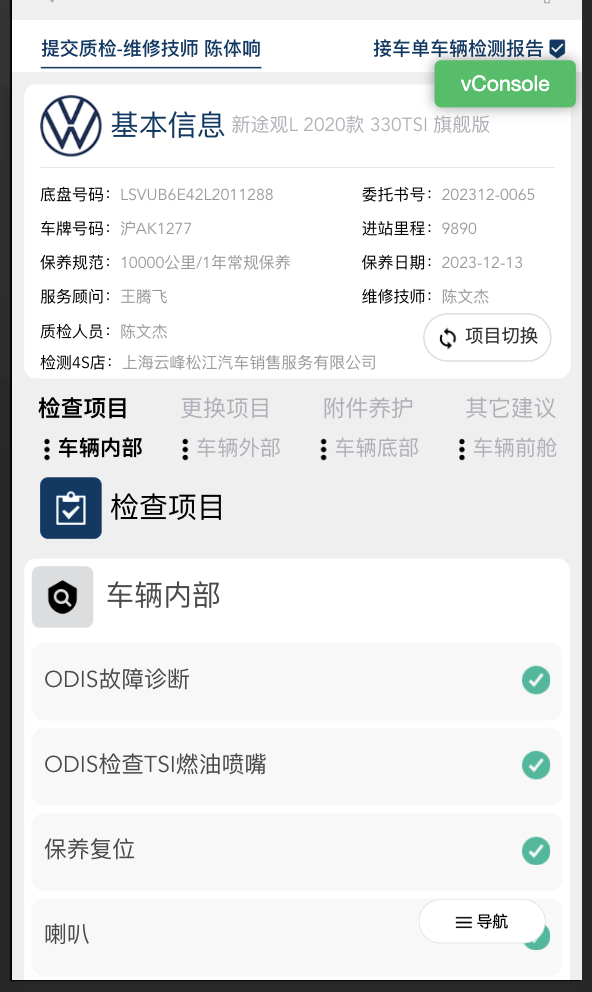 提交质检-维修技师 陈体响
接车单车辆检测报告
vConsole
基本信息 新途观L 2020款 330TSI 旗舰版
底盘号码： LSVUB6E42L2011288
委托书号： 202312-0065
车牌号码： 沪AK1277
进站里程： 9890
保养规范： 10000公里/1年常规保养
保养日期： 2023-12-13
服务顾问： 王腾飞
维修技师： 陈文杰
质检人员： 陈文杰
项目切换
检测4S店： 上海云峰松江汽车销售服务有限公司
检查项目 更换项目 附件养护 其它建议
车辆内部 车辆外部 车辆底部 车辆前舱
检查项目
车辆内部
ODIS故障诊断
ODIS检查TSI燃油喷嘴
保养复位
喇叭
导航